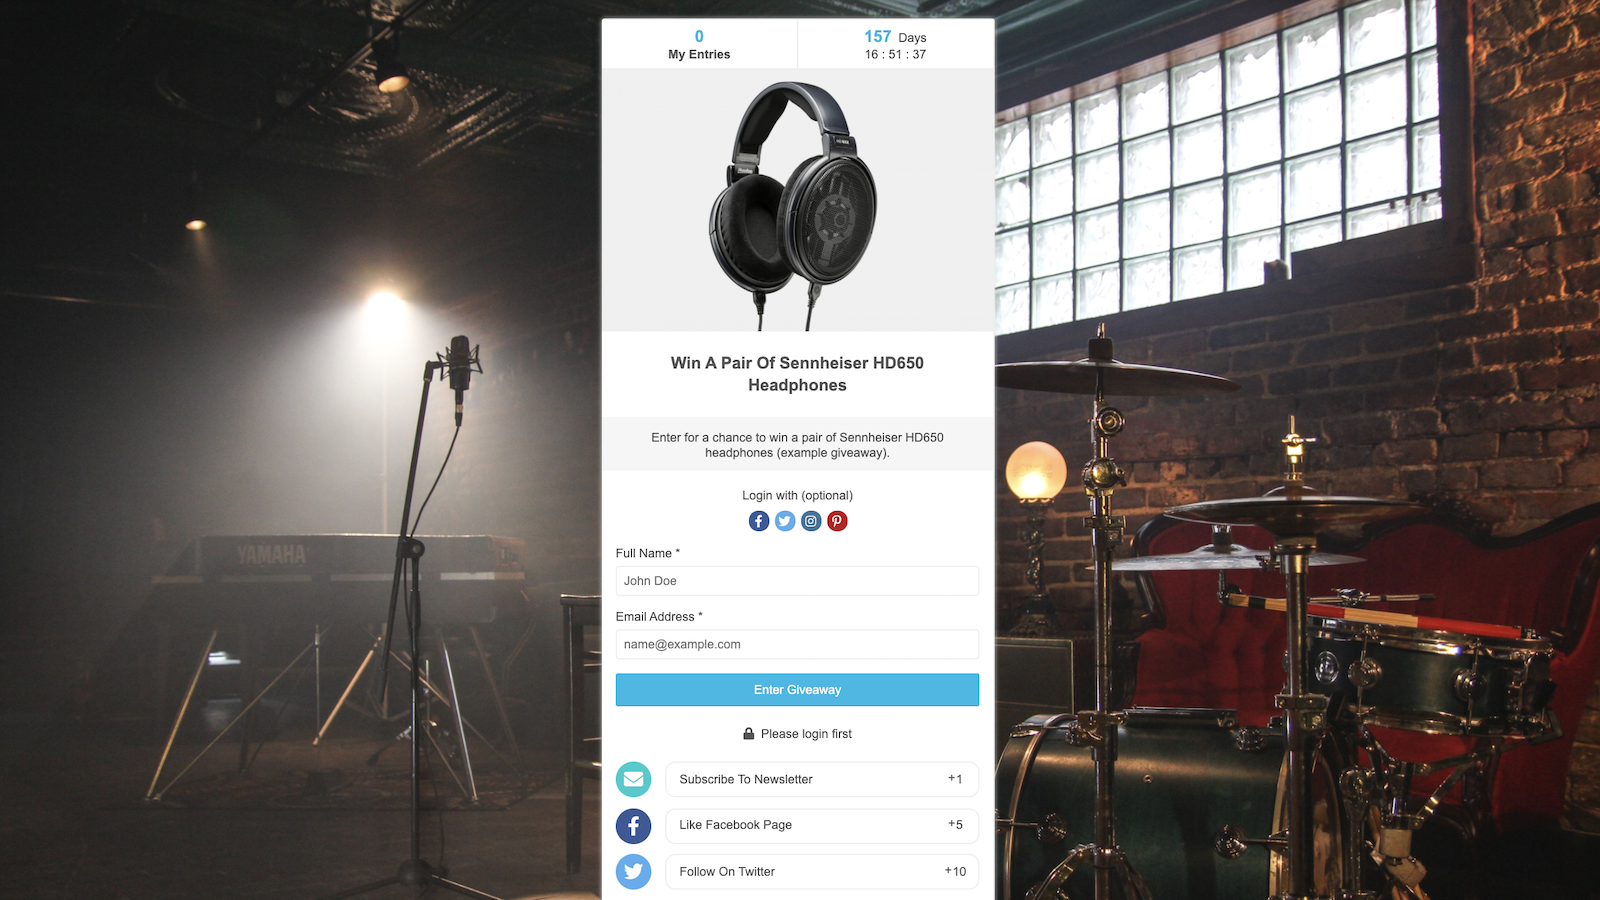 0
My Entries
157 Days
16 : 51 : 37
Win A Pair Of Sennheiser HD650
Headphones
Enter for a chance to win a pair of Sennheiser HD650
headphones (example giveaway).
Login with (optional)
Full Name *
John Doe
Email Address *
name@example.com
Enter Giveaway
Please login first
Subscribe To Newsletter +1
Like Facebook Page +5
Follow On Twitter +10
YAMAHA